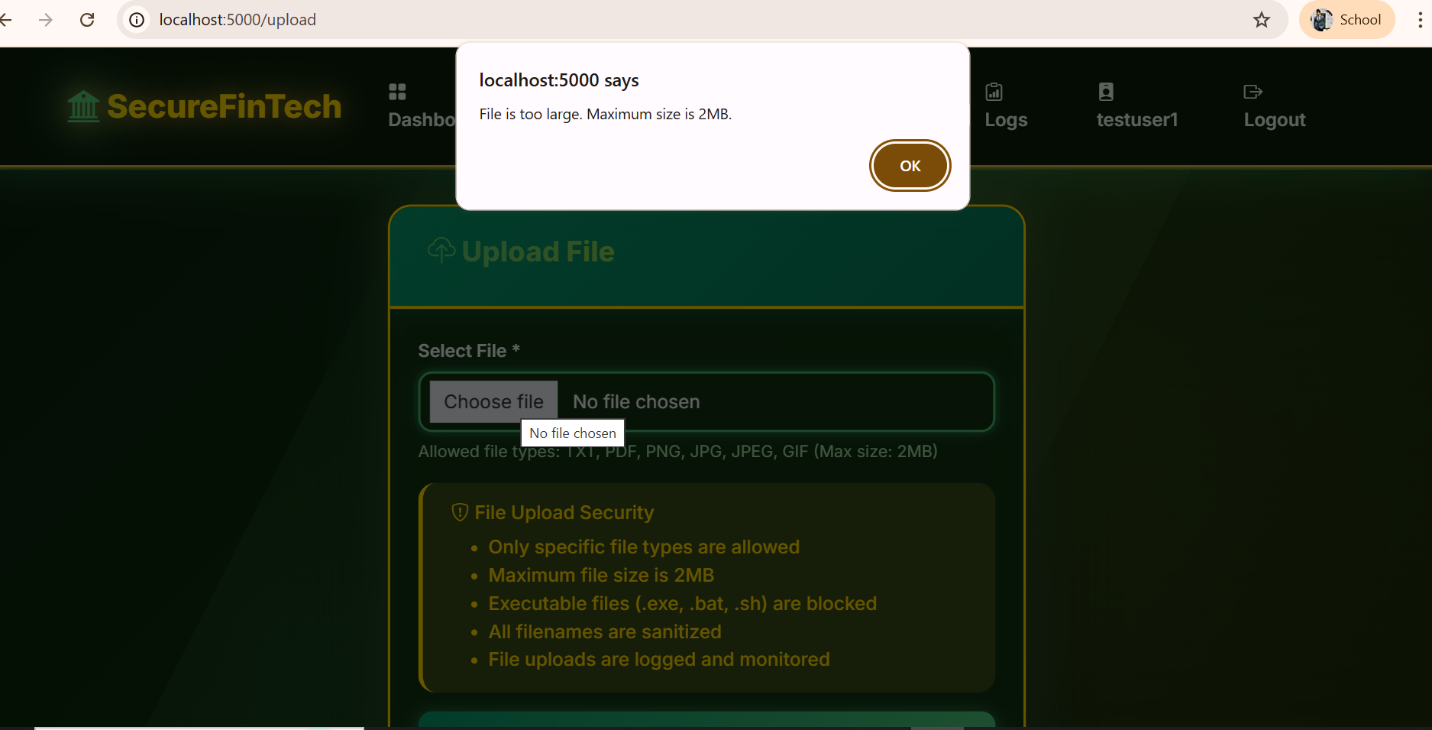 localhost:5000/upload
School
localhost:5000 says
File is too large. Maximum size is 2MB.
OK
SecureFinTech
Dashbo
Logs
testuser1
Logout
Upload File
Select File *
Choose file No file chosen
No file chosen
Allowed file types: TXT, PDF, PNG, JPG, JPEG, GIF (Max size: 2MB)
File Upload Security
• Only specific file types are allowed
• Maximum file size is 2MB
• Executable files (.exe, .bat, .sh) are blocked
• All filenames are sanitized
• File uploads are logged and monitored